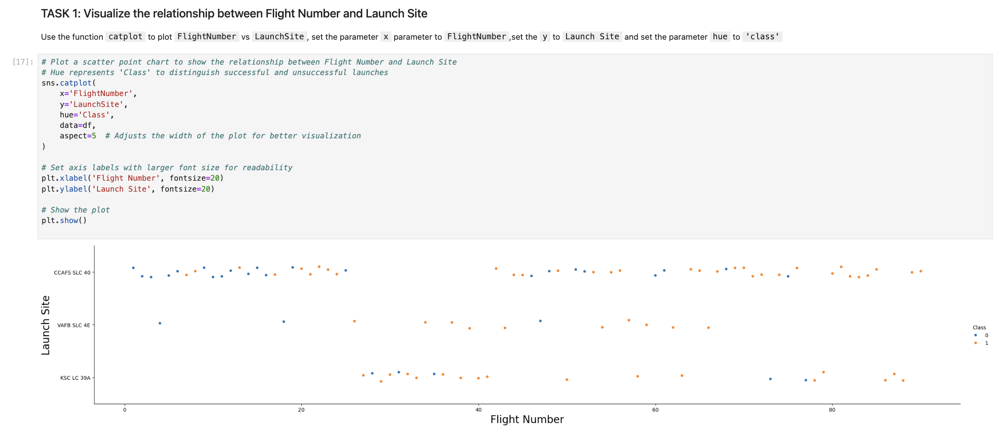 TASK 1: Visualize the relationship between Flight Number and Launch Site
Use the function catplot to plot FlightNumber vs LaunchSite , set the parameter x parameter to FlightNumber ,set the y to Launch Site and set the parameter hue to 'class'
[17]:
# Plot a scatter point chart to show the relationship between Flight Number and Launch Site
# Hue represents 'Class' to distinguish successful and unsuccessful launches
sns.catplot(
    x='FlightNumber',
    y='LaunchSite',
    hue='Class',
    data=df,
    aspect=5  # Adjusts the width of the plot for better visualization
)
# Set axis labels with larger font size for readability
plt.xlabel('Flight Number', fontsize=20)
plt.ylabel('Launch Site', fontsize=20)
# Show the plot
plt.show()
Launch Site
CCAFS SLC 40
VAFB SLC 4E
KSC LC 39A
Class
0
1
0 20 40 60 80
Flight Number